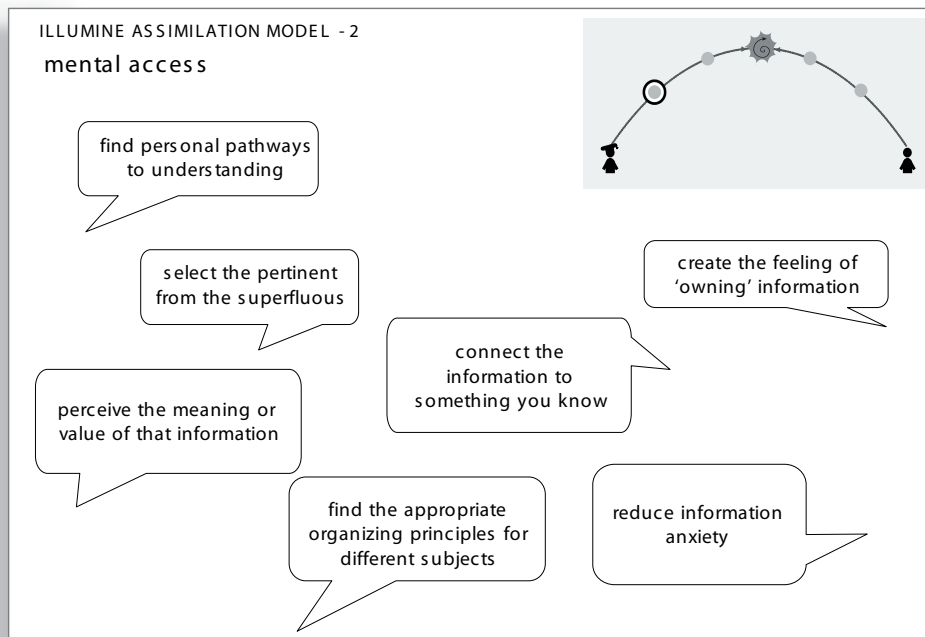 ILLUMINE ASSIMILATION MODEL - 2
mental access
find personal pathways
to understanding
select the pertinent
from the superfluous
create the feeling of
‘owning’ information
connect the
information to
something you know
perceive the meaning or
value of that information
find the appropriate
organizing principles for
different subjects
reduce information
anxiety